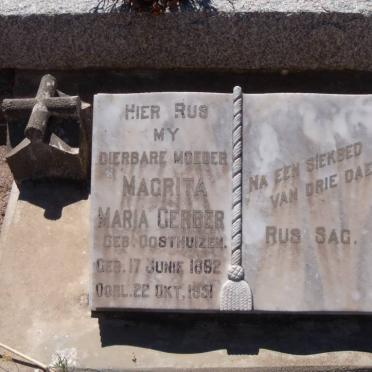 HIER RUS
MY
DIERBARE MOEDER
MAGRITA
MARIA GERBER
GEB. OOSTHUIZEN.
GEB. 17 JUNIE 1892
OORL. 22 OKT. 1951
NA EEN SIEKBED
VAN DRIE DAE
RUS SAG.